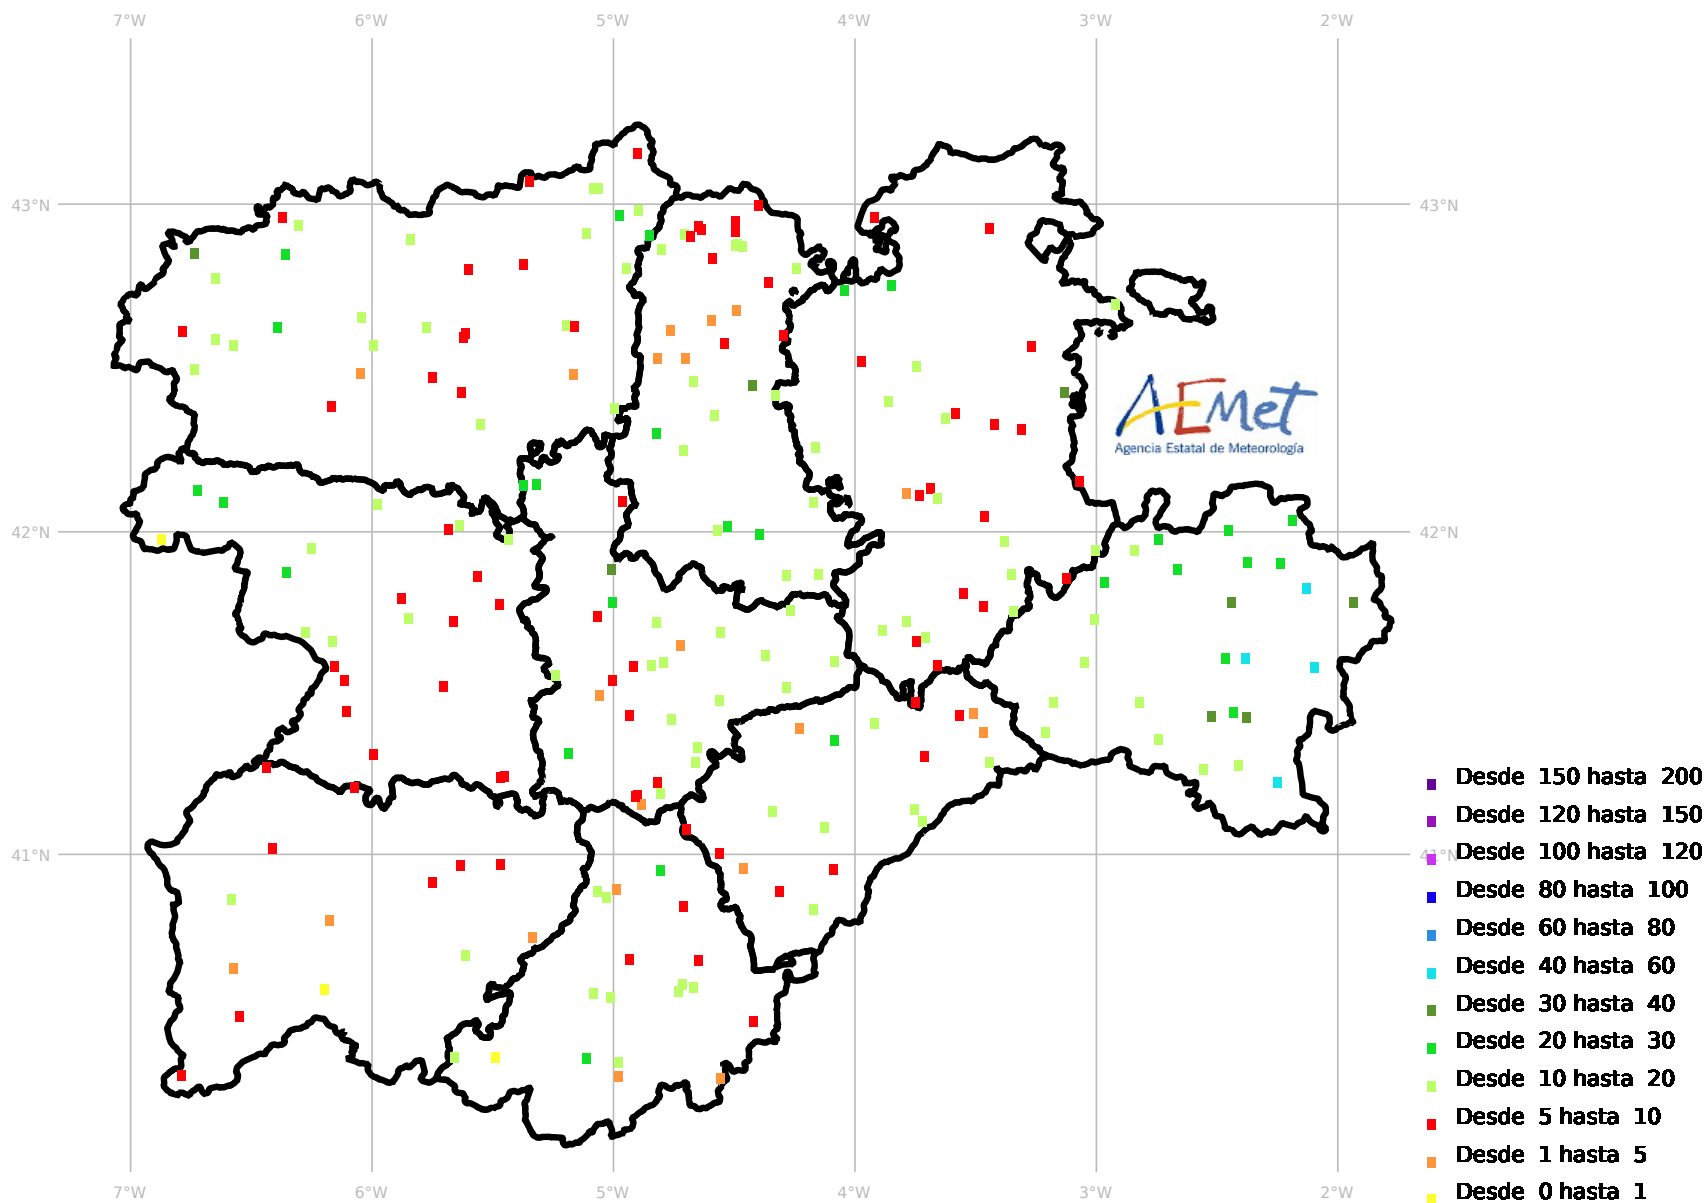 7°W 6°W 5°W 4°W 3°W 2°W
43°N 43°N
AEMet
Agencia Estatal de Meteorología
42°N 42°N
Desde 150 hasta 200
Desde 120 hasta 150
Desde 100 hasta 120
41°N 41°N
Desde 80 hasta 100
Desde 60 hasta 80
Desde 40 hasta 60
Desde 30 hasta 40
Desde 20 hasta 30
Desde 10 hasta 20
Desde 5 hasta 10
Desde 1 hasta 5
Desde 0 hasta 1
7°W 6°W 5°W 4°W 3°W 2°W